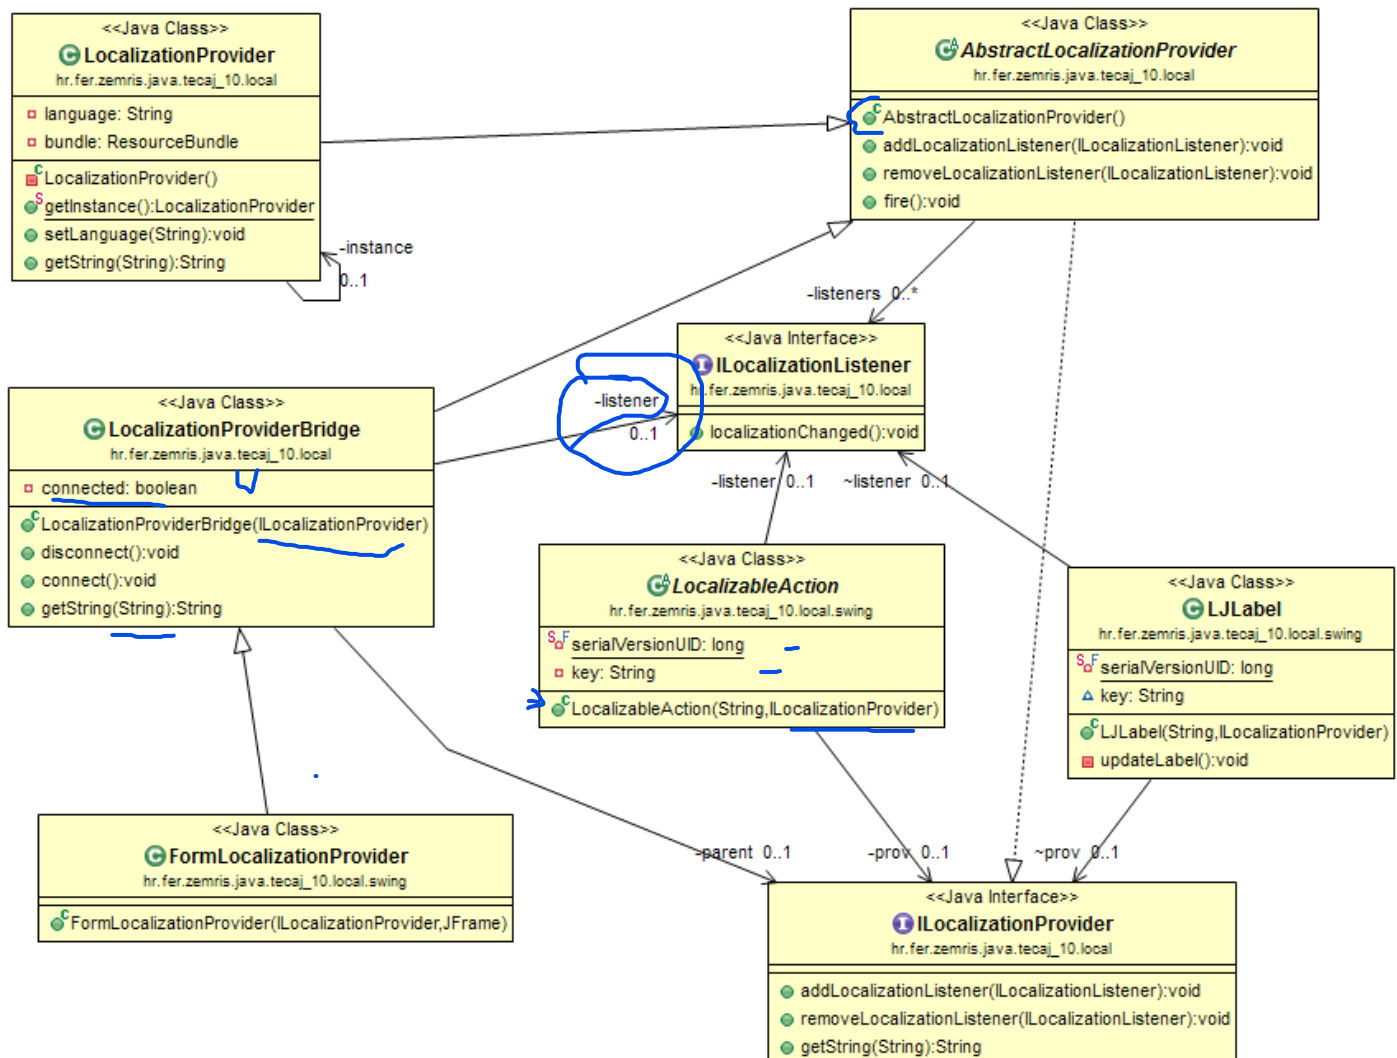 <<Java Class>>
LocalizationProvider
hr.fer.zemris.java.tecaj_10.local
language: String
bundle: ResourceBundle
LocalizationProvider()
getInstance():LocalizationProvider
setLanguage(String):void
getString(String):String
-instance
0..1
<<Java Class>>
AbstractLocalizationProvider
hr.fer.zemris.java.tecaj_10.local
AbstractLocalizationProvider()
addLocalizationListener(ILocalizationListener):void
removeLocalizationListener(ILocalizationListener):void
fire():void
-listeners 0..*
<<Java Interface>>
ILocalizationListener
hr.fer.zemris.java.tecaj_10.local
localizationChanged():void
-listener
0..1
-listener 0..1
~listener 0..1
<<Java Class>>
LocalizationProviderBridge
hr.fer.zemris.java.tecaj_10.local
connected: boolean
LocalizationProviderBridge(ILocalizationProvider)
disconnect():void
connect():void
getString(String):String
<<Java Class>>
LocalizableAction
hr.fer.zemris.java.tecaj_10.local.swing
serialVersionUID: long
key: String
LocalizableAction(String,ILocalizationProvider)
<<Java Class>>
LJLabel
hr.fer.zemris.java.tecaj_10.local.swing
serialVersionUID: long
key: String
LJLabel(String,ILocalizationProvider)
updateLabel():void
<<Java Class>>
FormLocalizationProvider
hr.fer.zemris.java.tecaj_10.local.swing
FormLocalizationProvider(ILocalizationProvider,JFrame)
-parent 0..1
-prov 0..1
~prov 0..1
<<Java Interface>>
ILocalizationProvider
hr.fer.zemris.java.tecaj_10.local
addLocalizationListener(ILocalizationListener):void
removeLocalizationListener(ILocalizationListener):void
getString(String):String